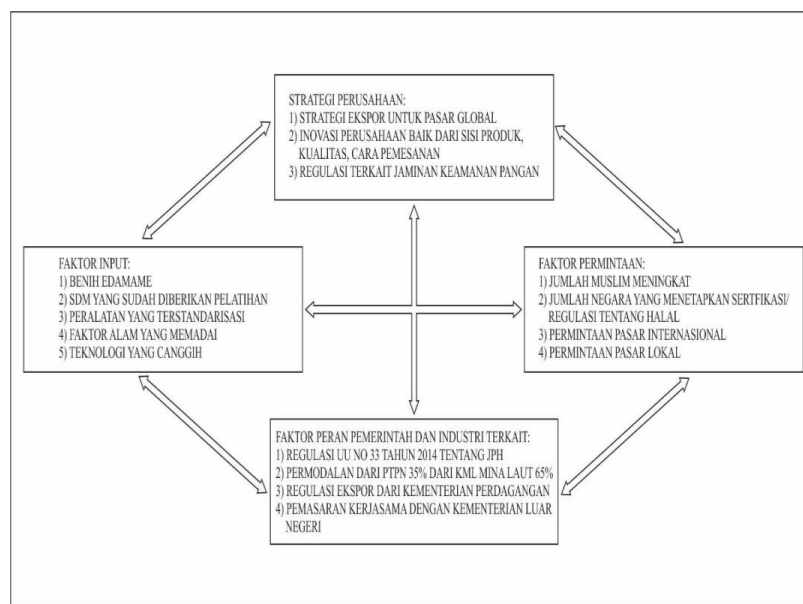 STRATEGI PERUSAHAAN:
1) STRATEGI EKSPOR UNTUK PASAR GLOBAL
2) INOVASI PERUSAHAAN BAIK DARI SISI PRODUK,
KUALITAS, CARA PEMESANAN
3) REGULASI TERKAIT JAMINAN KEAMANAN PANGAN
FAKTOR INPUT:
1) BENIH EDAMAME
2) SDM YANG SUDAH DIBERIKAN PELATIHAN
3) PERALATAN YANG TERSTANDARISASI
4) FAKTOR ALAM YANG MEMADAI
5) TEKNOLOGI YANG CANGGIH
FAKTOR PERMINTAAN:
1) JUMLAH MUSLIM MENINGKAT
2) JUMLAH NEGARA YANG MENETAPKAN SERTFIKASI/
REGULASI TENTANG HALAL
3) PERMINTAAN PASAR INTERNASIONAL
4) PERMINTAAN PASAR LOKAL
FAKTOR PERAN PEMERINTAH DAN INDUSTRI TERKAIT:
1) REGULASI UU NO 33 TAHUN 2014 TENTANG JPH
2) PERMODALAN DARI PTPN 35% DARI KML MINA LAUT 65%
3) REGULASI EKSPOR DARI KEMENTERIAN PERDAGANGAN
4) PEMASARAN KERJASAMA DENGAN KEMENTERIAN LUAR
NEGERI